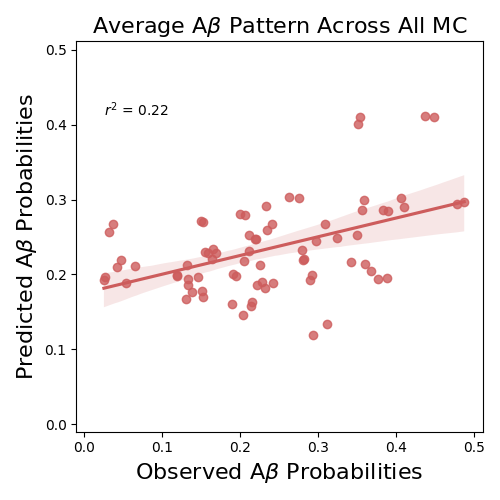 Average Aβ Pattern Across All MC
r² = 0.22
Predicted Aβ Probabilities
0.5
0.4
0.3
0.2
0.1
0.0
0.0 0.1 0.2 0.3 0.4 0.5
Observed Aβ Probabilities